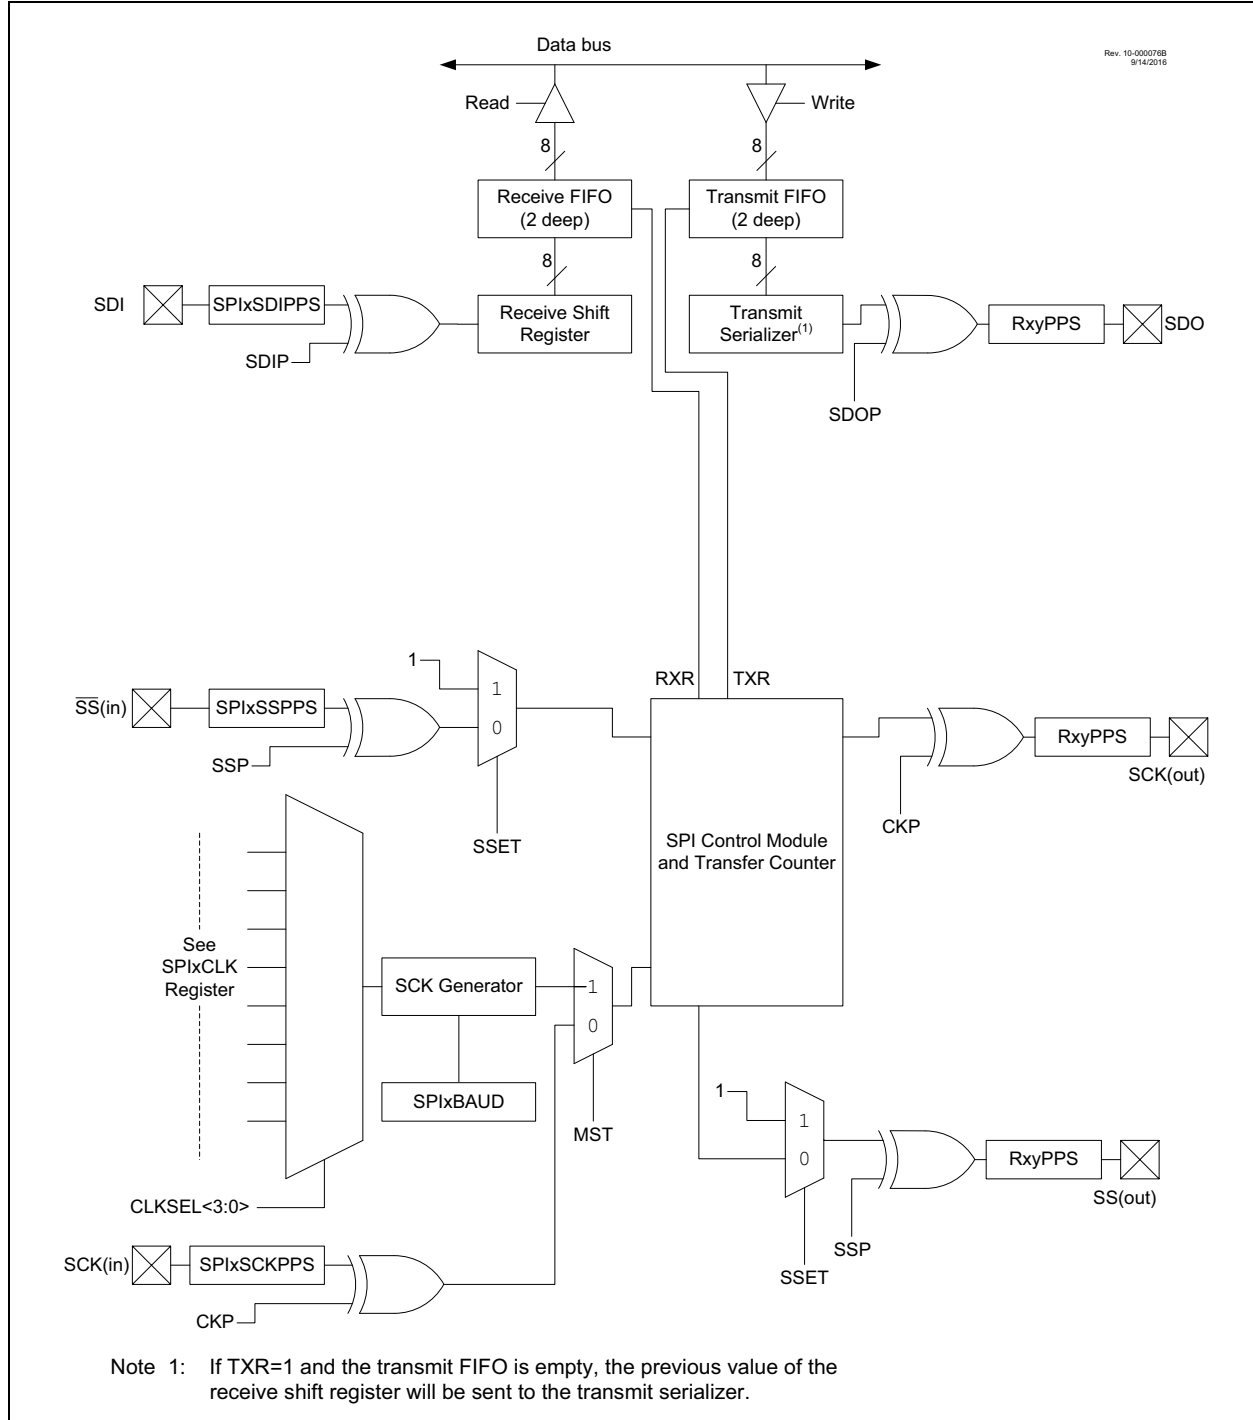 Data bus
Rev. 10-000076B
9/14/2016
Read
Write
8
8
Receive FIFO
(2 deep)
Transmit FIFO
(2 deep)
8
8
SDI
SPIxSDIPPS
SDIP
Receive Shift
Register
Transmit
Serializer(1)
SDOP
RxyPPS
SDO
RXR
TXR
SS(in)
SPIxSSPPS
SSP
1
1
0
SSET
SPI Control Module
and Transfer Counter
CKP
RxyPPS
SCK(out)
See
SPIxCLK
Register
SCK Generator
SPIxBAUD
1
0
MST
CLKSEL<3:0>
1
1
0
SSET
SSP
RxyPPS
SS(out)
SCK(in)
SPIxSCKPPS
CKP
Note 1: If TXR=1 and the transmit FIFO is empty, the previous value of the
receive shift register will be sent to the transmit serializer.